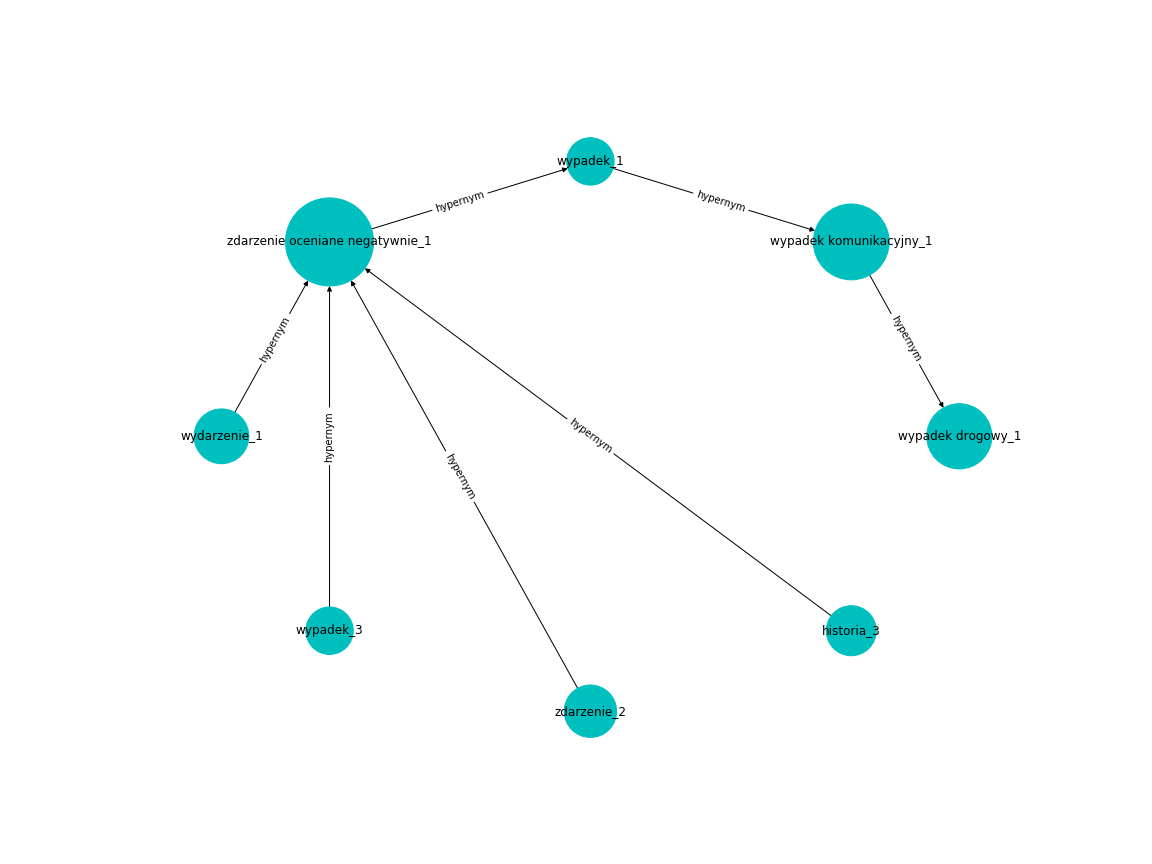 wypadek_1
hypernym
hypernym
zdarzenie oceniane negatywnie_1
wypadek komunikacyjny_1
hypernym
hypernym
hypernym
hypernym
hypernym
wydarzenie_1
wypadek drogowy_1
wypadek_3
historia_3
zdarzenie_2